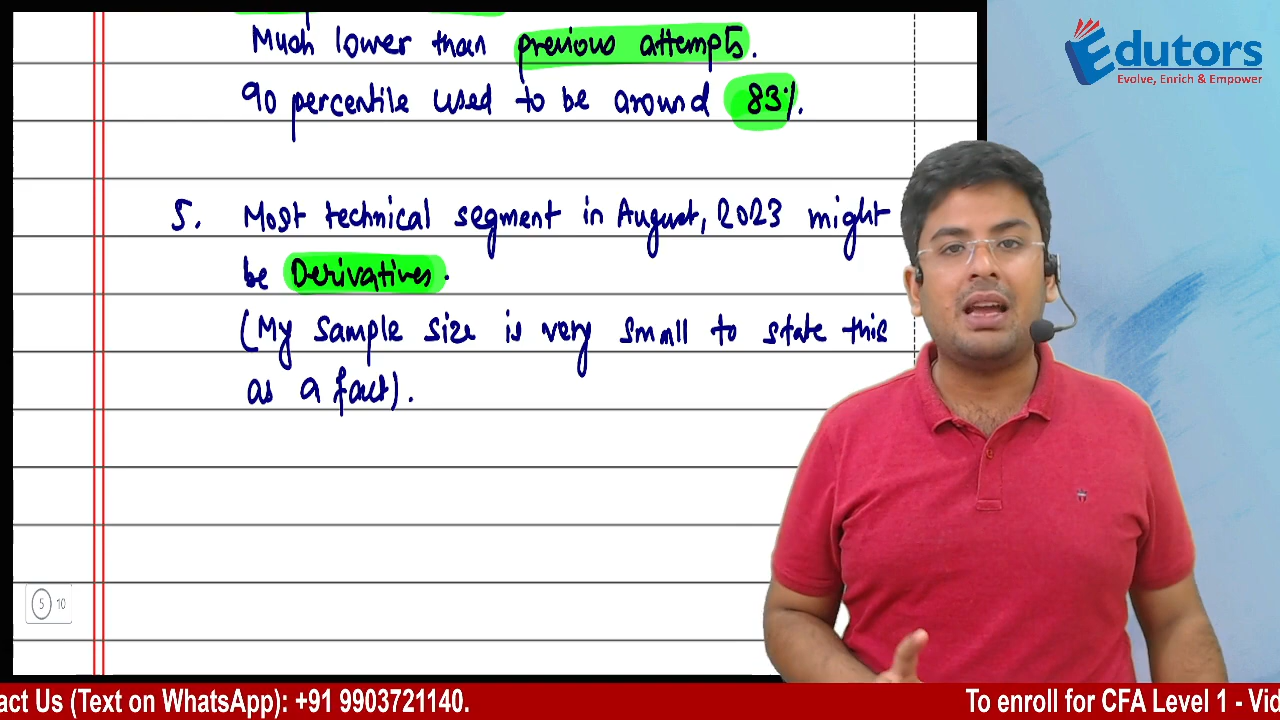 Much lower than previous attempts.
90 percentile used to be around 83%.
5. Most technical segment in August, 2023 might
be Derivatives.
(My sample size is very small to state this
as a fact).
5 10
Edutors
Evolve, Enrich & Empower
act Us (Text on WhatsApp): +91 9903721140.
To enroll for CFA Level 1 - Vid